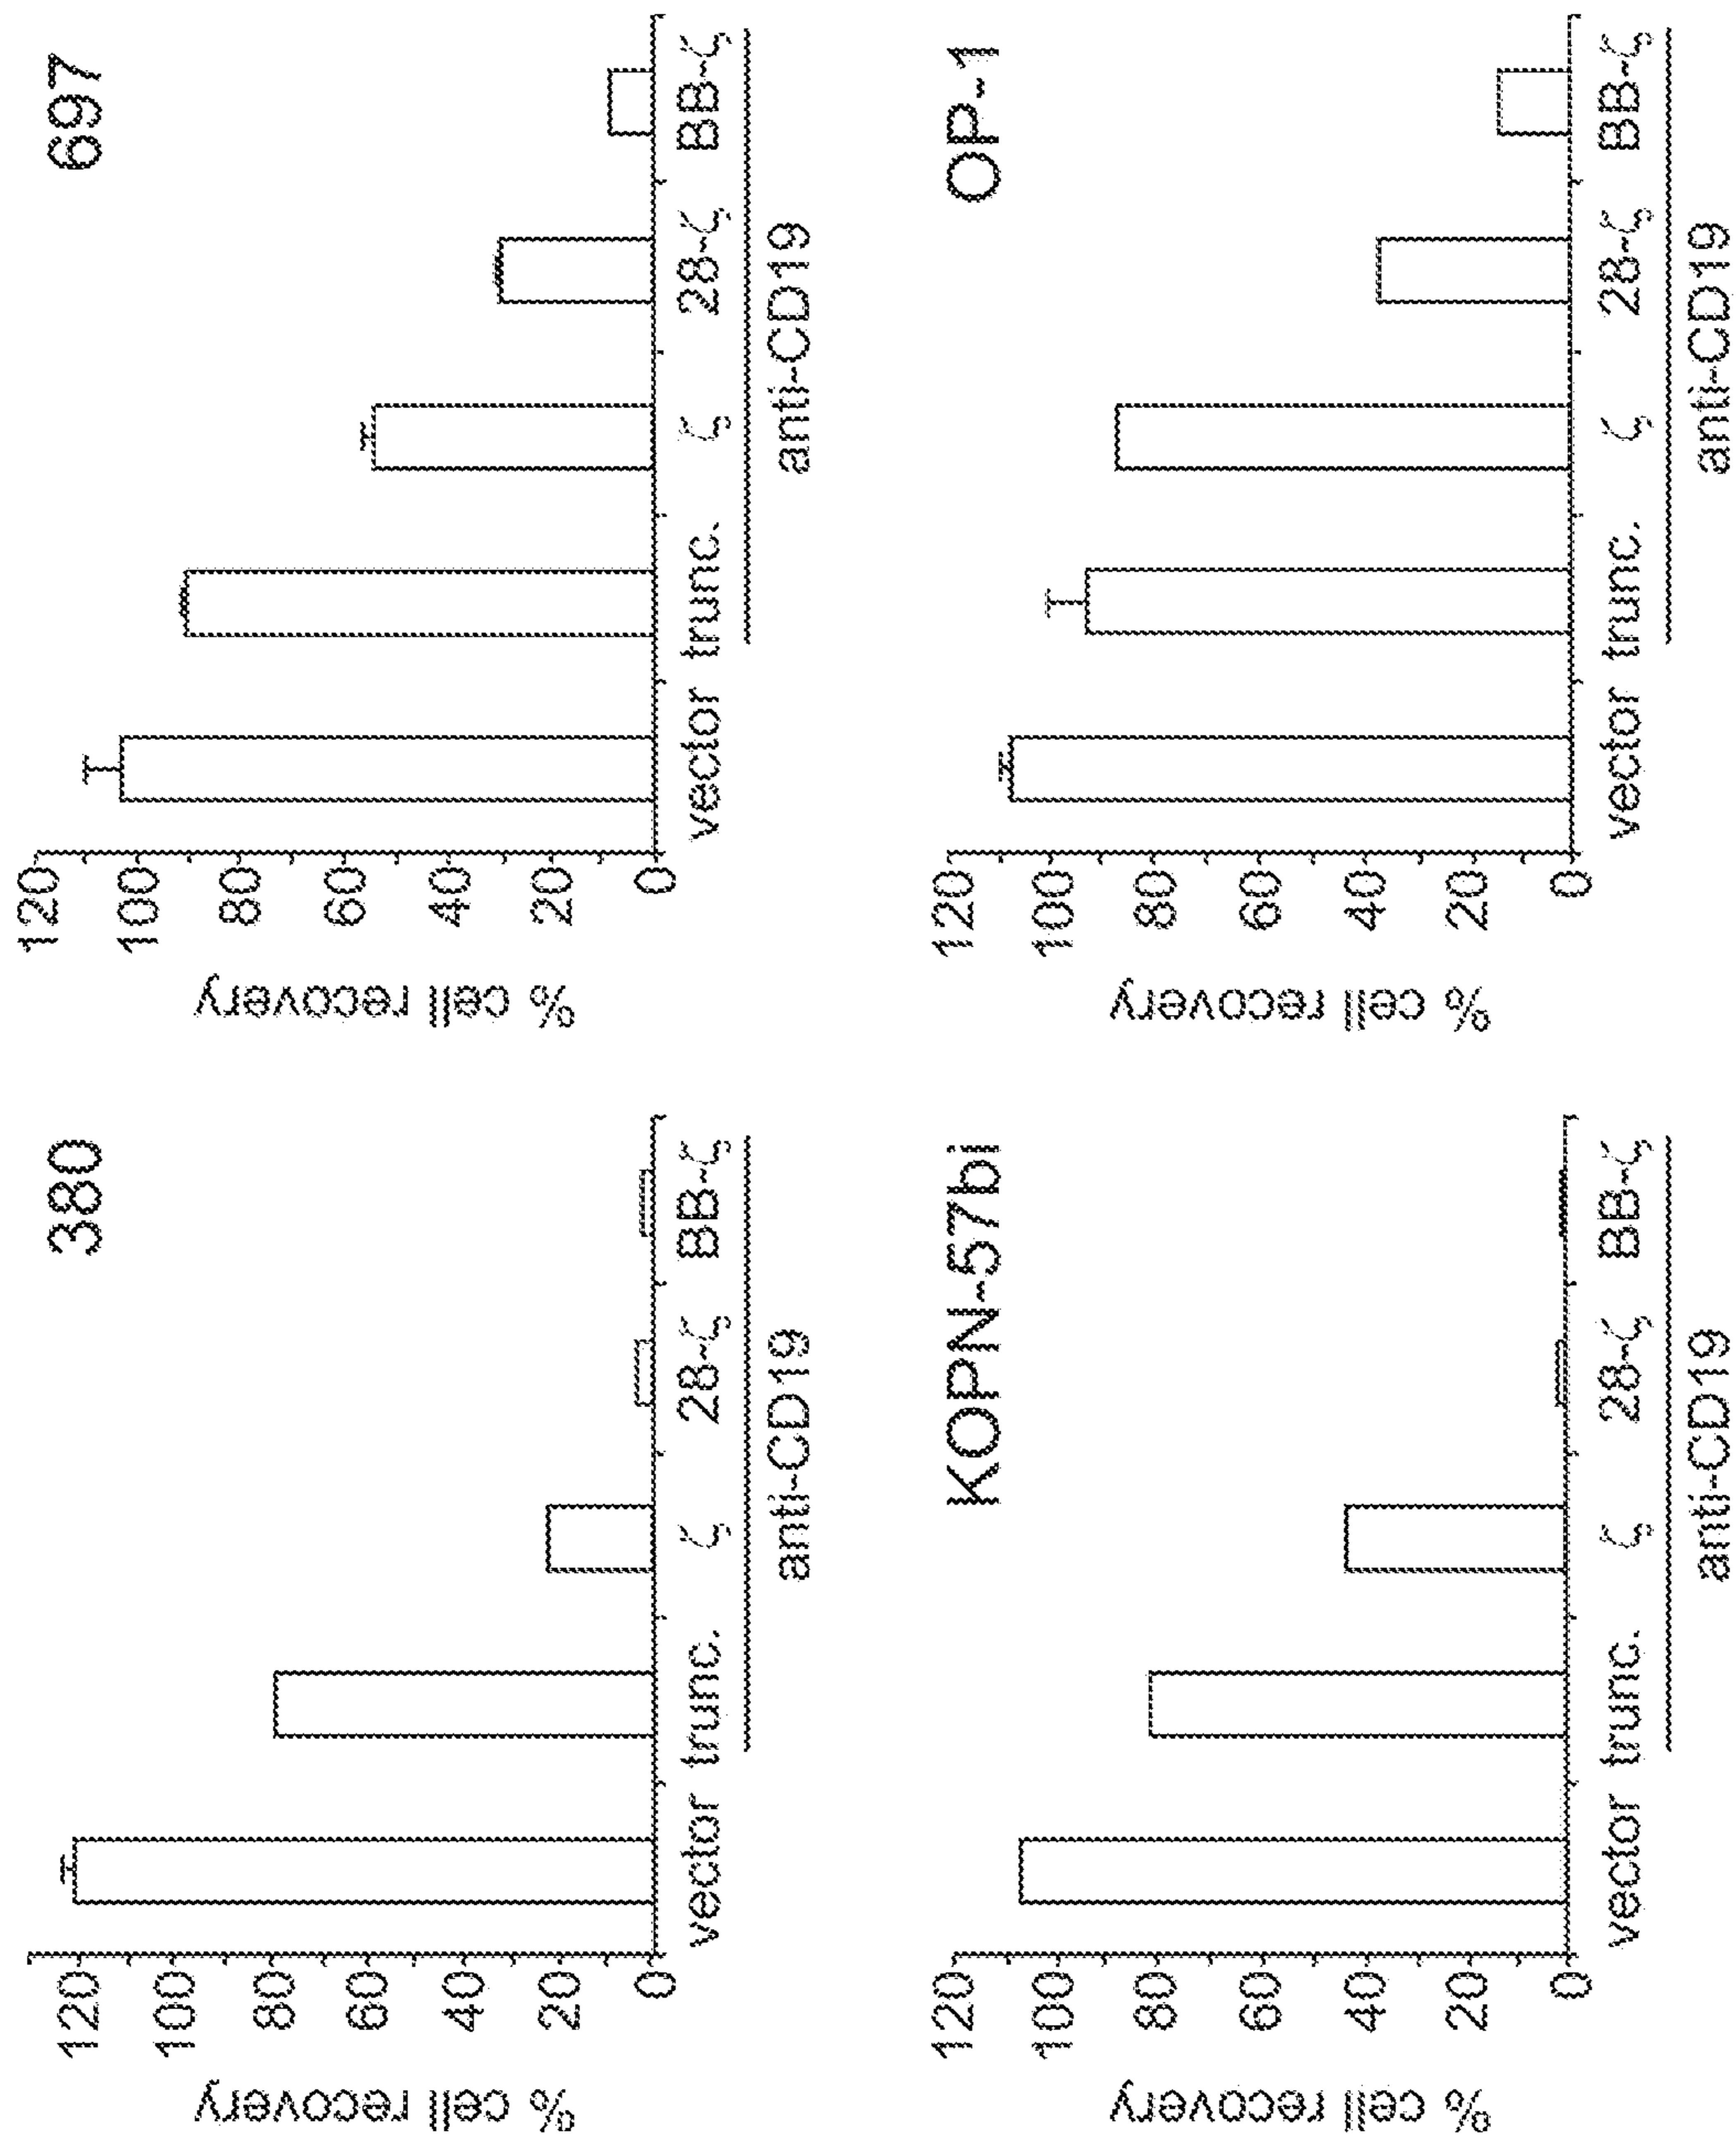 380
% cell recovery
120
100
80
60
40
20
0
vector trunc. ζ 28-ζ BB-ζ
anti-CD19
697
% cell recovery
120
100
80
60
40
20
0
vector trunc. ζ 28-ζ BB-ζ
anti-CD19
KOPN-57bi
% cell recovery
120
100
80
60
40
20
0
vector trunc. ζ 28-ζ BB-ζ
anti-CD19
OP-1
% cell recovery
120
100
80
60
40
20
0
vector trunc. ζ 28-ζ BB-ζ
anti-CD19